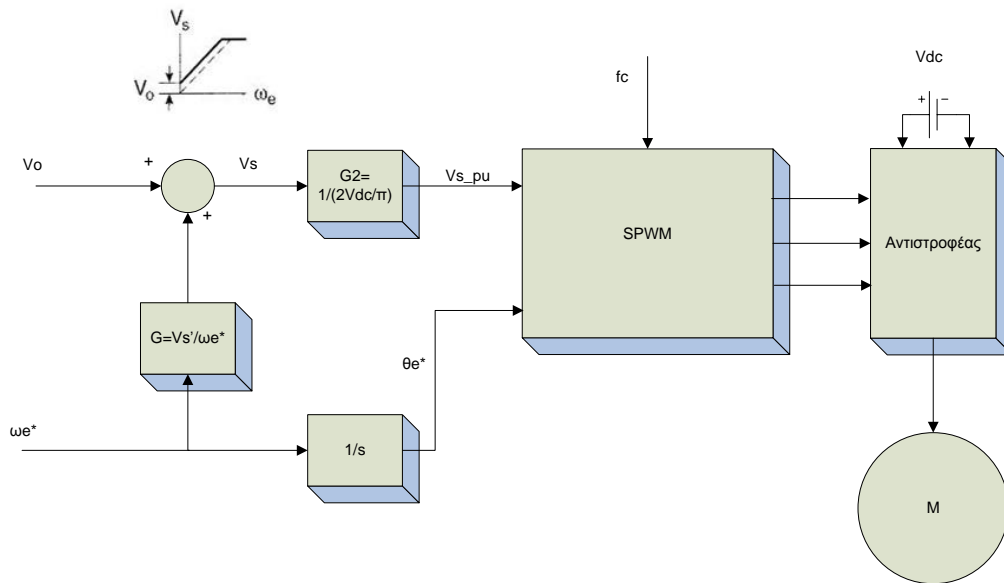 Vs
Vo
ωe
Vo
+
Vs
+
G2=
1/(2Vdc/π)
Vs_pu
fc
SPWM
Vdc
+
−
Αντιστροφέας
G=Vs’/ωe*
θe*
ωe*
1/s
M